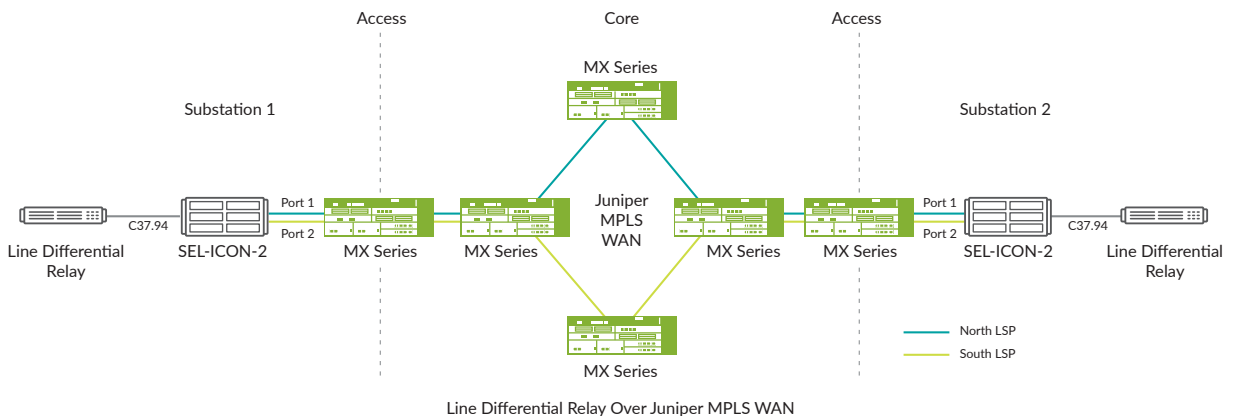 Access
Core
Access
MX Series
Substation 1
Substation 2
Port 1
Port 2
Juniper
MPLS
WAN
Port 1
Port 2
C37.94
C37.94
Line Differential
Relay
SEL-ICON-2
MX Series
MX Series
MX Series
MX Series
SEL-ICON-2
Line Differential
Relay
North LSP
South LSP
MX Series
Line Differential Relay Over Juniper MPLS WAN